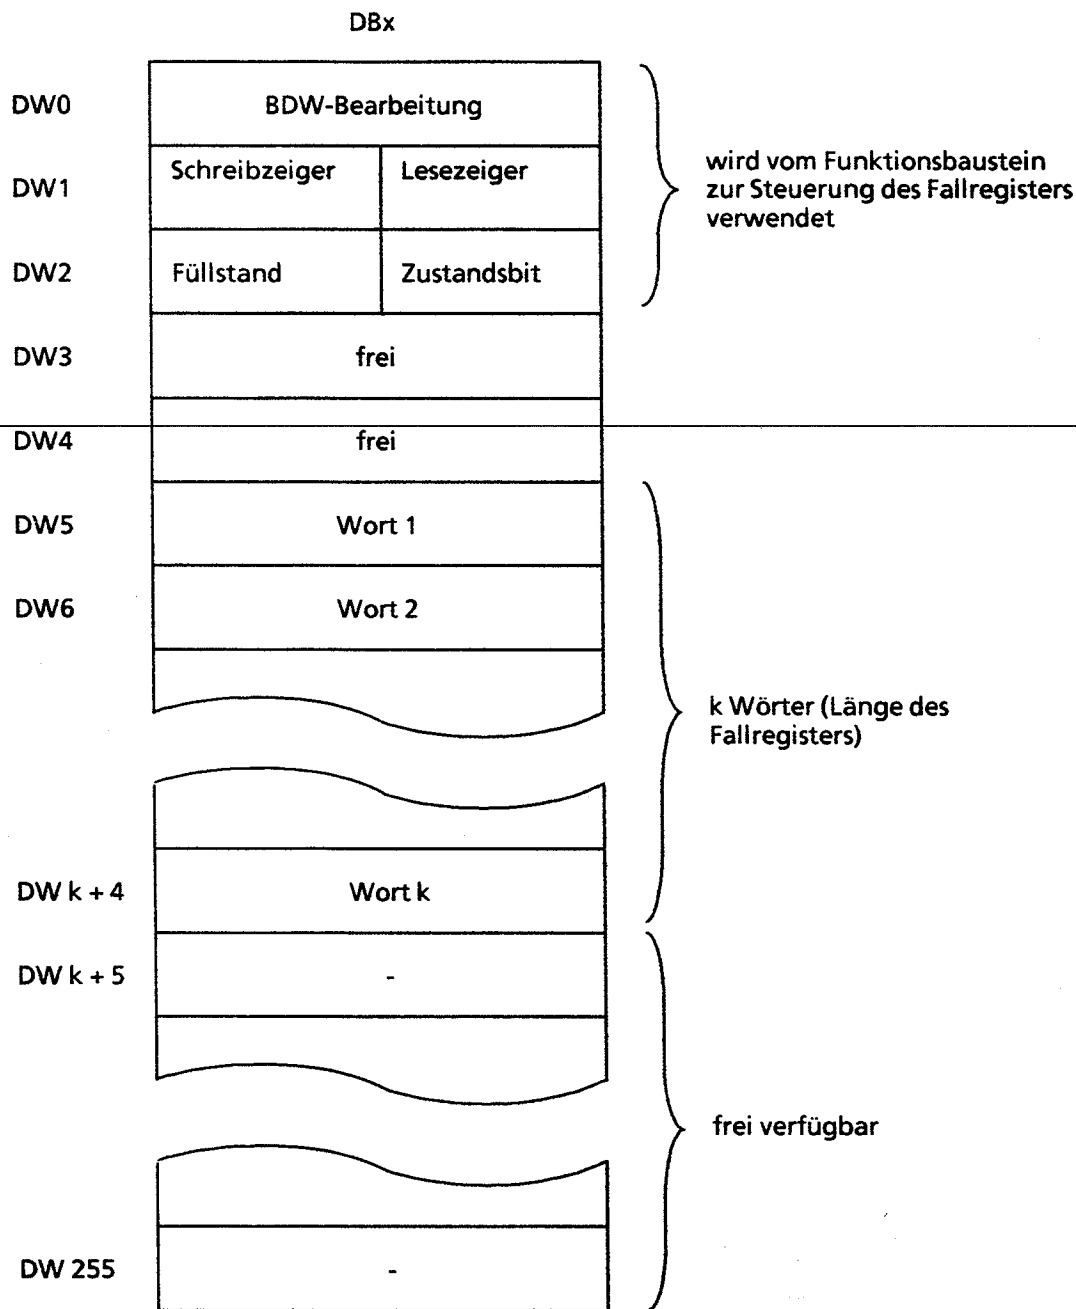 DBx
DW0 BDW-Bearbeitung
DW1 Schreibzeiger Lesezeiger
wird vom Funktionsbaustein
zur Steuerung des Fallregisters
verwendet
DW2 Füllstand Zustandsbit
DW3 frei
DW4 frei
DW5 Wort 1
DW6 Wort 2
k Wörter (Länge des
Fallregisters)
DW k + 4 Wort k
DW k + 5 -
frei verfügbar
DW 255 -